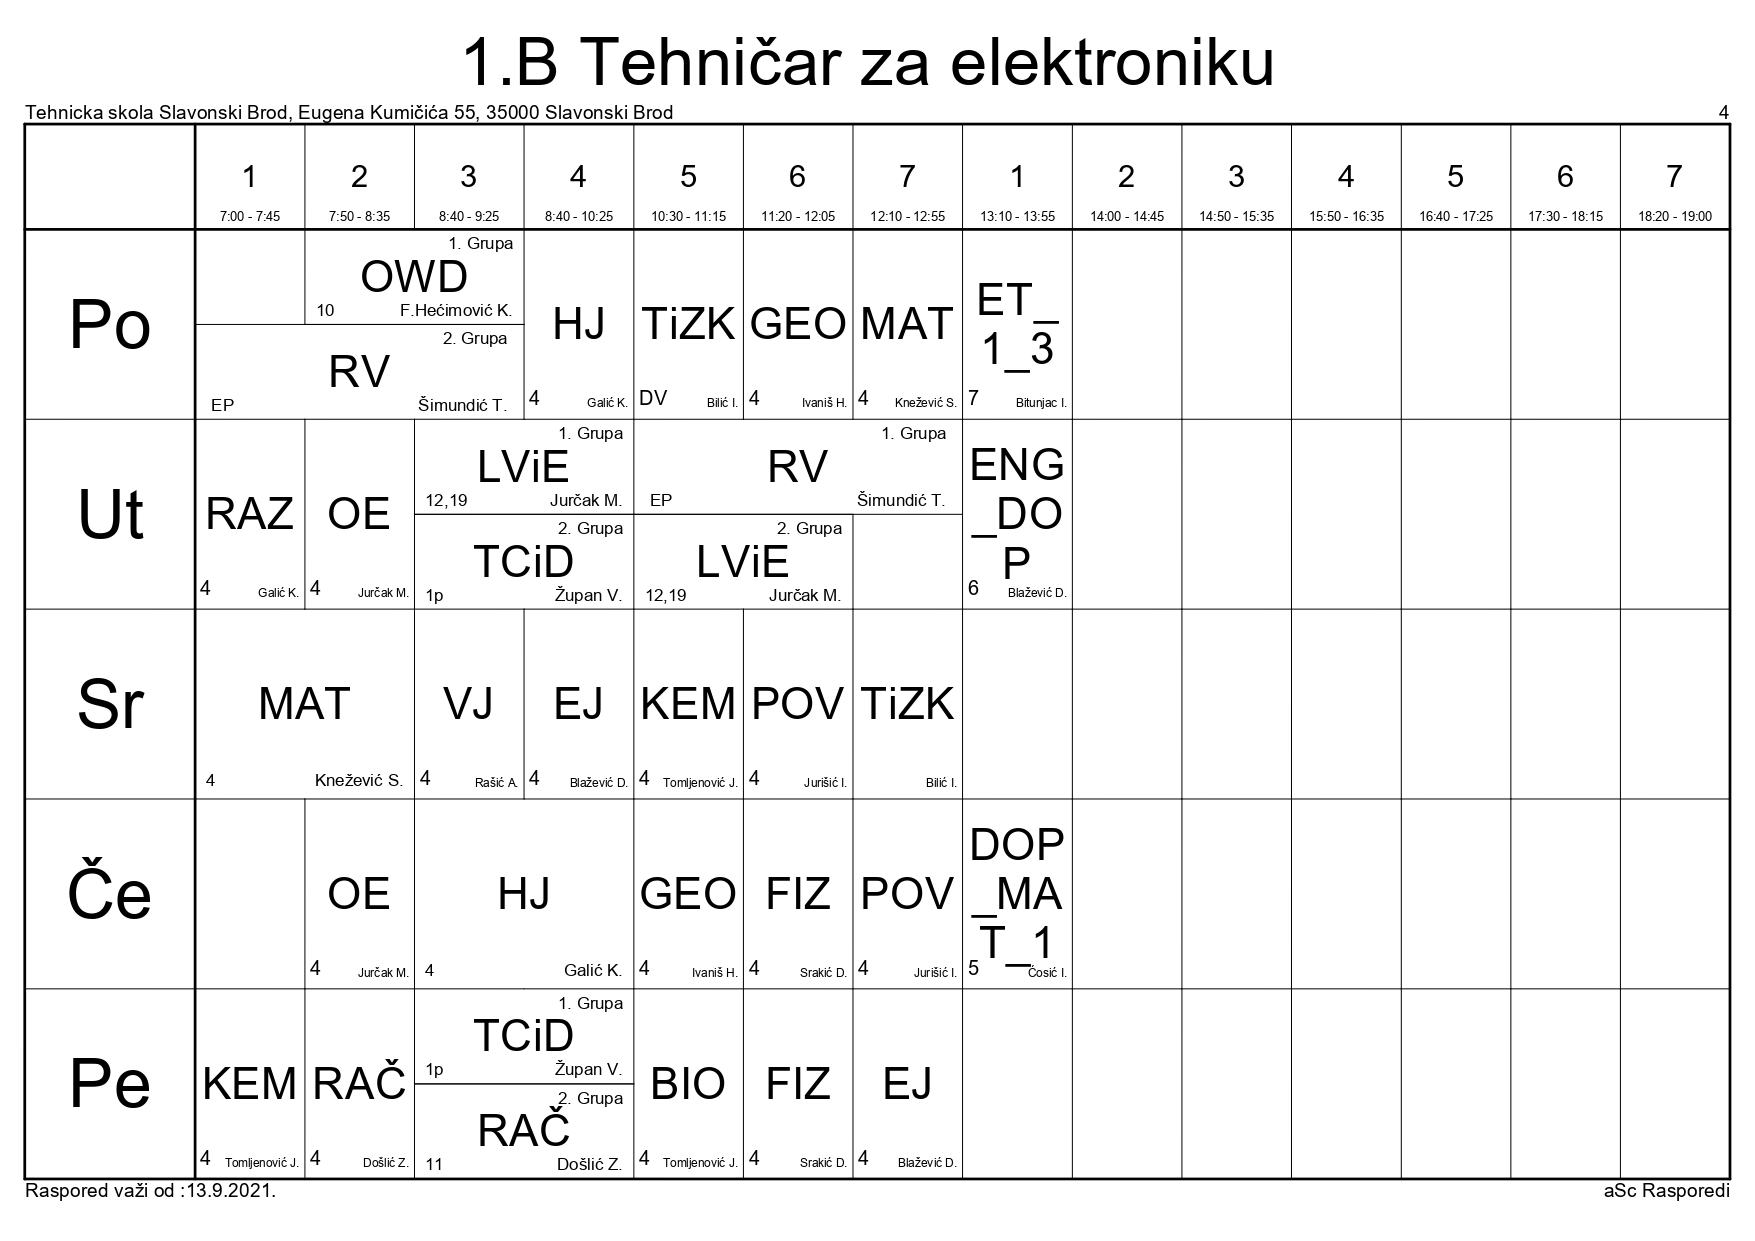 1.B Tehničar za elektroniku
Tehnicka skola Slavonski Brod, Eugena Kumičića 55, 35000 Slavonski Brod 4
1 2 3 4 5 6 7 1 2 3 4 5 6 7
7:00 - 7:45 7:50 - 8:35 8:40 - 9:25 8:40 - 10:25 10:30 - 11:15 11:20 - 12:05 12:10 - 12:55 13:10 - 13:55 14:00 - 14:45 14:50 - 15:35 15:50 - 16:35 16:40 - 17:25 17:30 - 18:15 18:20 - 19:00
Po
1. Grupa
OWD
10 F.Hećimović K.
2. Grupa
RV
EP Šimundić T.
HJ
4 Galić K.
TiZK
DV Bilić I.
GEO
4 Ivaniš H.
MAT
4 Knežević S.
ET_
1_3
7 Bitunjac I.
Ut
RAZ
4 Galić K.
OE
4 Jurčak M.
1. Grupa
LViE
12,19 Jurčak M.
2. Grupa
TCiD
1p Župan V.
1. Grupa
RV
EP Šimundić T.
2. Grupa
LViE
12,19 Jurčak M.
ENG
_DO
P
6 Blažević D.
Sr
MAT
4 Knežević S.
VJ
4 Rašić A.
EJ
4 Blažević D.
KEM
4 Tomljenović J.
POV
4 Jurišić I.
TiZK
Bilić I.
Če
OE
4 Jurčak M.
HJ
4 Galić K.
GEO
4 Ivaniš H.
FIZ
4 Srakić D.
POV
4 Jurišić I.
DOP
_MA
T_1
5 Ćosić I.
Pe
KEM
4 Tomljenović J.
RAČ
4 Došlić Z.
1. Grupa
TCiD
1p Župan V.
2. Grupa
RAČ
11 Došlić Z.
BIO
4 Tomljenović J.
FIZ
4 Srakić D.
EJ
4 Blažević D.
Raspored važi od :13.9.2021. aSc Rasporedi